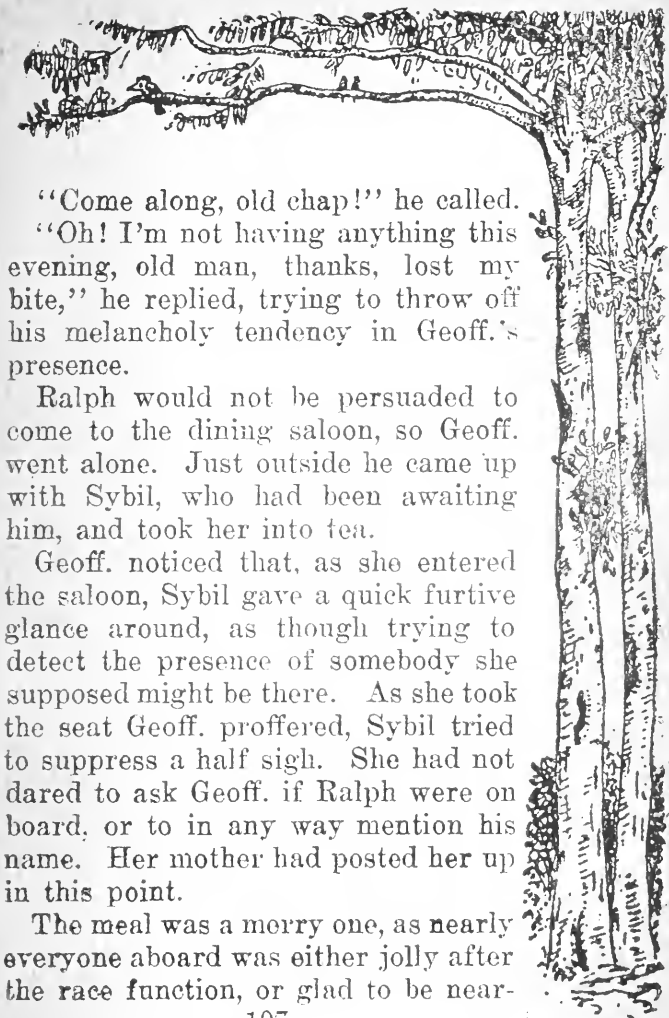 “Come along, old chap!” he called.
“Oh! I'm not having anything this
evening, old man, thanks, lost my
bite,” he replied, trying to throw off
his melancholy tendency in Geoff.'s
presence.
Ralph would not be persuaded to
come to the dining saloon, so Geoff.
went alone. Just outside he came up
with Sybil, who had been awaiting
him, and took her into tea.
Geoff. noticed that, as she entered
the saloon, Sybil gave a quick furtive
glance around, as though trying to
detect the presence of somebody she
supposed might be there. As she took
the seat Geoff. proffered, Sybil tried
to suppress a half sigh. She had not
dared to ask Geoff. if Ralph were on
board, or to in any way mention his
name. Her mother had posted her up
in this point.
The meal was a merry one, as nearly
everyone aboard was either jolly after
the race function, or glad to be near-